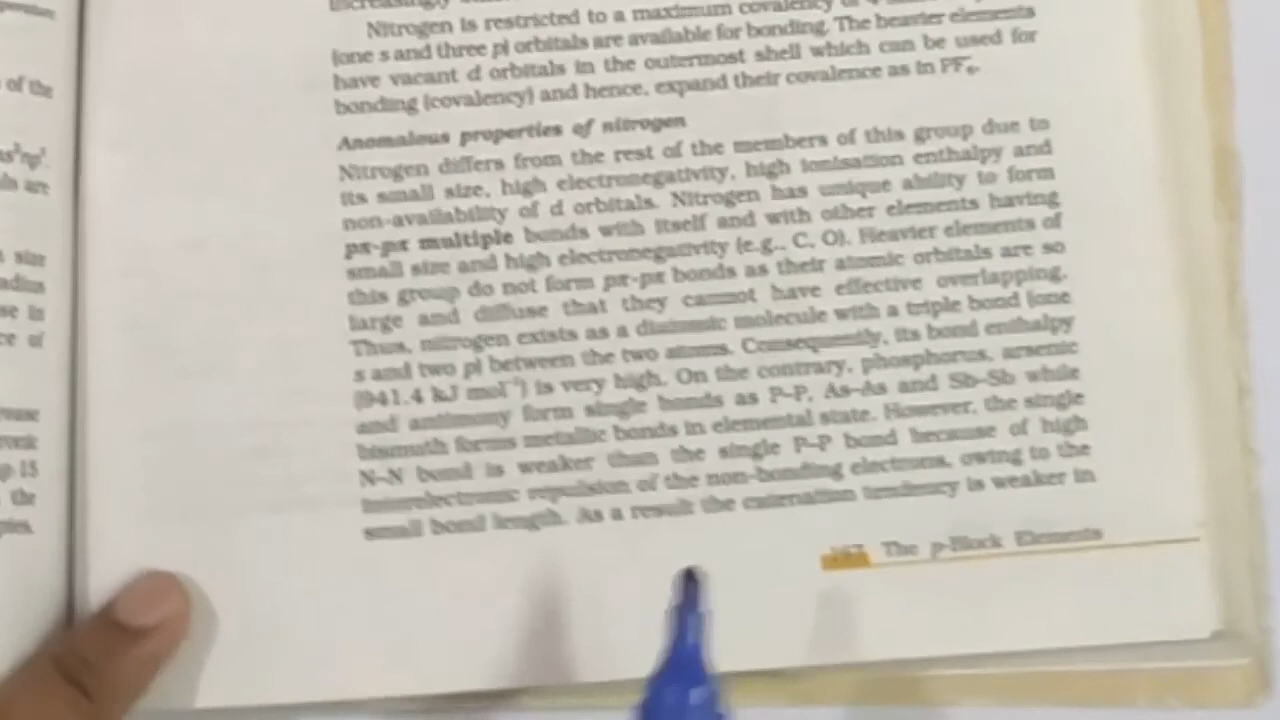 of the
increasingly
Nitrogen is restricted to a maximum covalency
(one s and three p) orbitals are available for bonding. The heavier elements
have vacant d orbitals in the outermost shell which can be used for
bonding (covalency) and hence, expand their covalence as in PF₆⁻.
Anomalous properties of nitrogen
Nitrogen differs from the rest of the members of this group due to
its small size, high electronegativity, high ionisation enthalpy and
non-availability of d orbitals. Nitrogen has unique ability to form
pπ-pπ multiple bonds with itself and with other elements having
small size and high electronegativity (e.g., C, O). Heavier elements of
this group do not form pπ-pπ bonds as their atomic orbitals are so
large and diffuse that they cannot have effective overlapping.
Thus, nitrogen exists as a diatomic molecule with a triple bond (one
s and two p) between the two atoms. Consequently, its bond enthalpy
(941.4 kJ mol⁻¹) is very high. On the contrary, phosphorus, arsenic
and antimony form single bonds as P–P, As–As and Sb–Sb while
bismuth forms metallic bonds in elemental state. However, the single
N–N bond is weaker than the single P–P bond because of high
interelectronic repulsion of the non-bonding electrons, owing to the
small bond length. As a result the catenation tendency is weaker in
The p-Block Elements